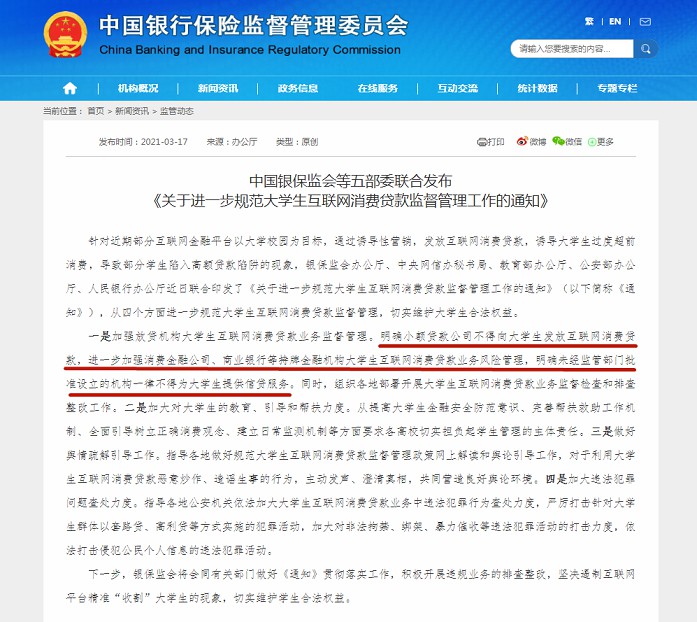 中国银行保险监督管理委员会
China Banking and Insurance Regulatory Commission
繁 | EN |
请输入您要搜索的内容...
机构概况 新闻资讯 政务信息 在线服务 互动交流 统计数据 专题专栏
当前位置： 首页 > 新闻资讯 > 监管动态
发布时间：2021-03-17 来源：办公厅 类型：原创 打印 微博 微信 更多
中国银保监会等五部委联合发布
《关于进一步规范大学生互联网消费贷款监督管理工作的通知》
针对近期部分互联网金融平台以大学校园为目标，通过诱导性营销，发放互联网消费贷款，诱导大学生过度超前
消费，导致部分学生陷入高额贷款陷阱的现象，银保监会办公厅、中央网信办秘书局、教育部办公厅、公安部办公
厅、人民银行办公厅近日联合印发了《关于进一步规范大学生互联网消费贷款监督管理工作的通知》（以下简称《通
知》），从四个方面进一步规范大学生互联网消费贷款监督管理，切实维护大学生合法权益。
一是加强放贷机构大学生互联网消费贷款业务监督管理。明确小额贷款公司不得向大学生发放互联网消费贷
款，进一步加强消费金融公司、商业银行等持牌金融机构大学生互联网消费贷款业务风险管理，明确未经监管部门批
准设立的机构一律不得为大学生提供信贷服务。同时，组织各地部署开展大学生互联网消费贷款业务监督检查和排查
整改工作。二是加大对大学生的教育、引导和帮扶力度。从提高大学生金融安全防范意识、完善帮扶救助工作机
制、全面引导树立正确消费观念、建立日常监测机制等方面要求各高校切实担负起学生管理的主体责任。三是做好
舆情疏解引导工作。指导各地做好规范大学生互联网消费贷款监督管理政策网上解读和舆论引导工作，对于利用大学
生互联网消费贷款恶意炒作、造谣生事的行为，主动发声、澄清真相，共同营造良好舆论环境。四是加大违法犯罪
问题查处力度。指导各地公安机关依法加大大学生互联网消费贷款业务中违法犯罪行为查处力度，严厉打击针对大学
生群体以套路贷、高利贷等方式实施的犯罪活动，加大对非法拘禁、绑架、暴力催收等违法犯罪活动的打击力度，依
法打击侵犯公民个人信息的违法犯罪活动。
下一步，银保监会将会同有关部门做好《通知》贯彻落实工作，积极开展违规业务的排查整改，坚决遏制互联网
平台精准“收割”大学生的现象，切实维护学生合法权益。